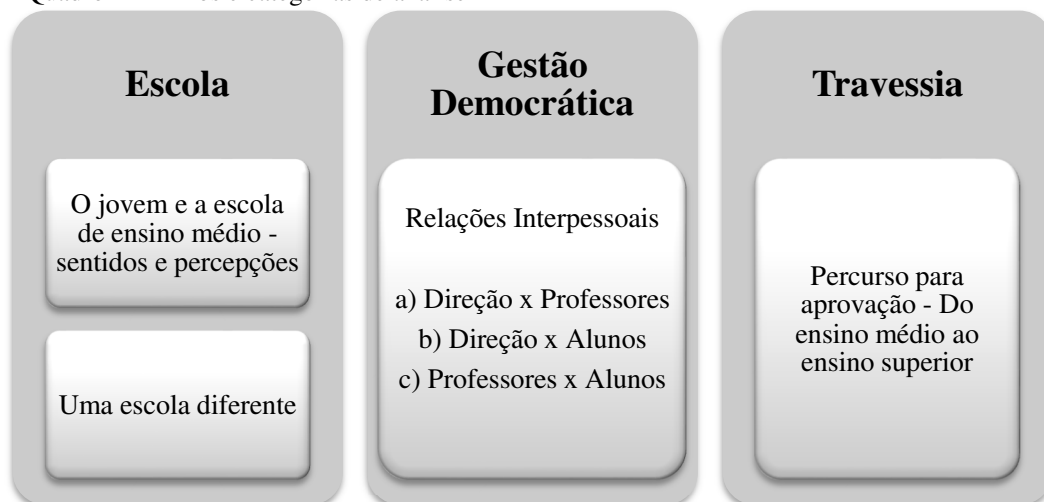 Escola
O jovem e a escola
de ensino médio -
sentidos e percepções
Uma escola diferente
Gestão
Democrática
Relações Interpessoais
a) Direção x Professores
b) Direção x Alunos
c) Professores x Alunos
Travessia
Percurso para
aprovação - Do
ensino médio ao
ensino superior